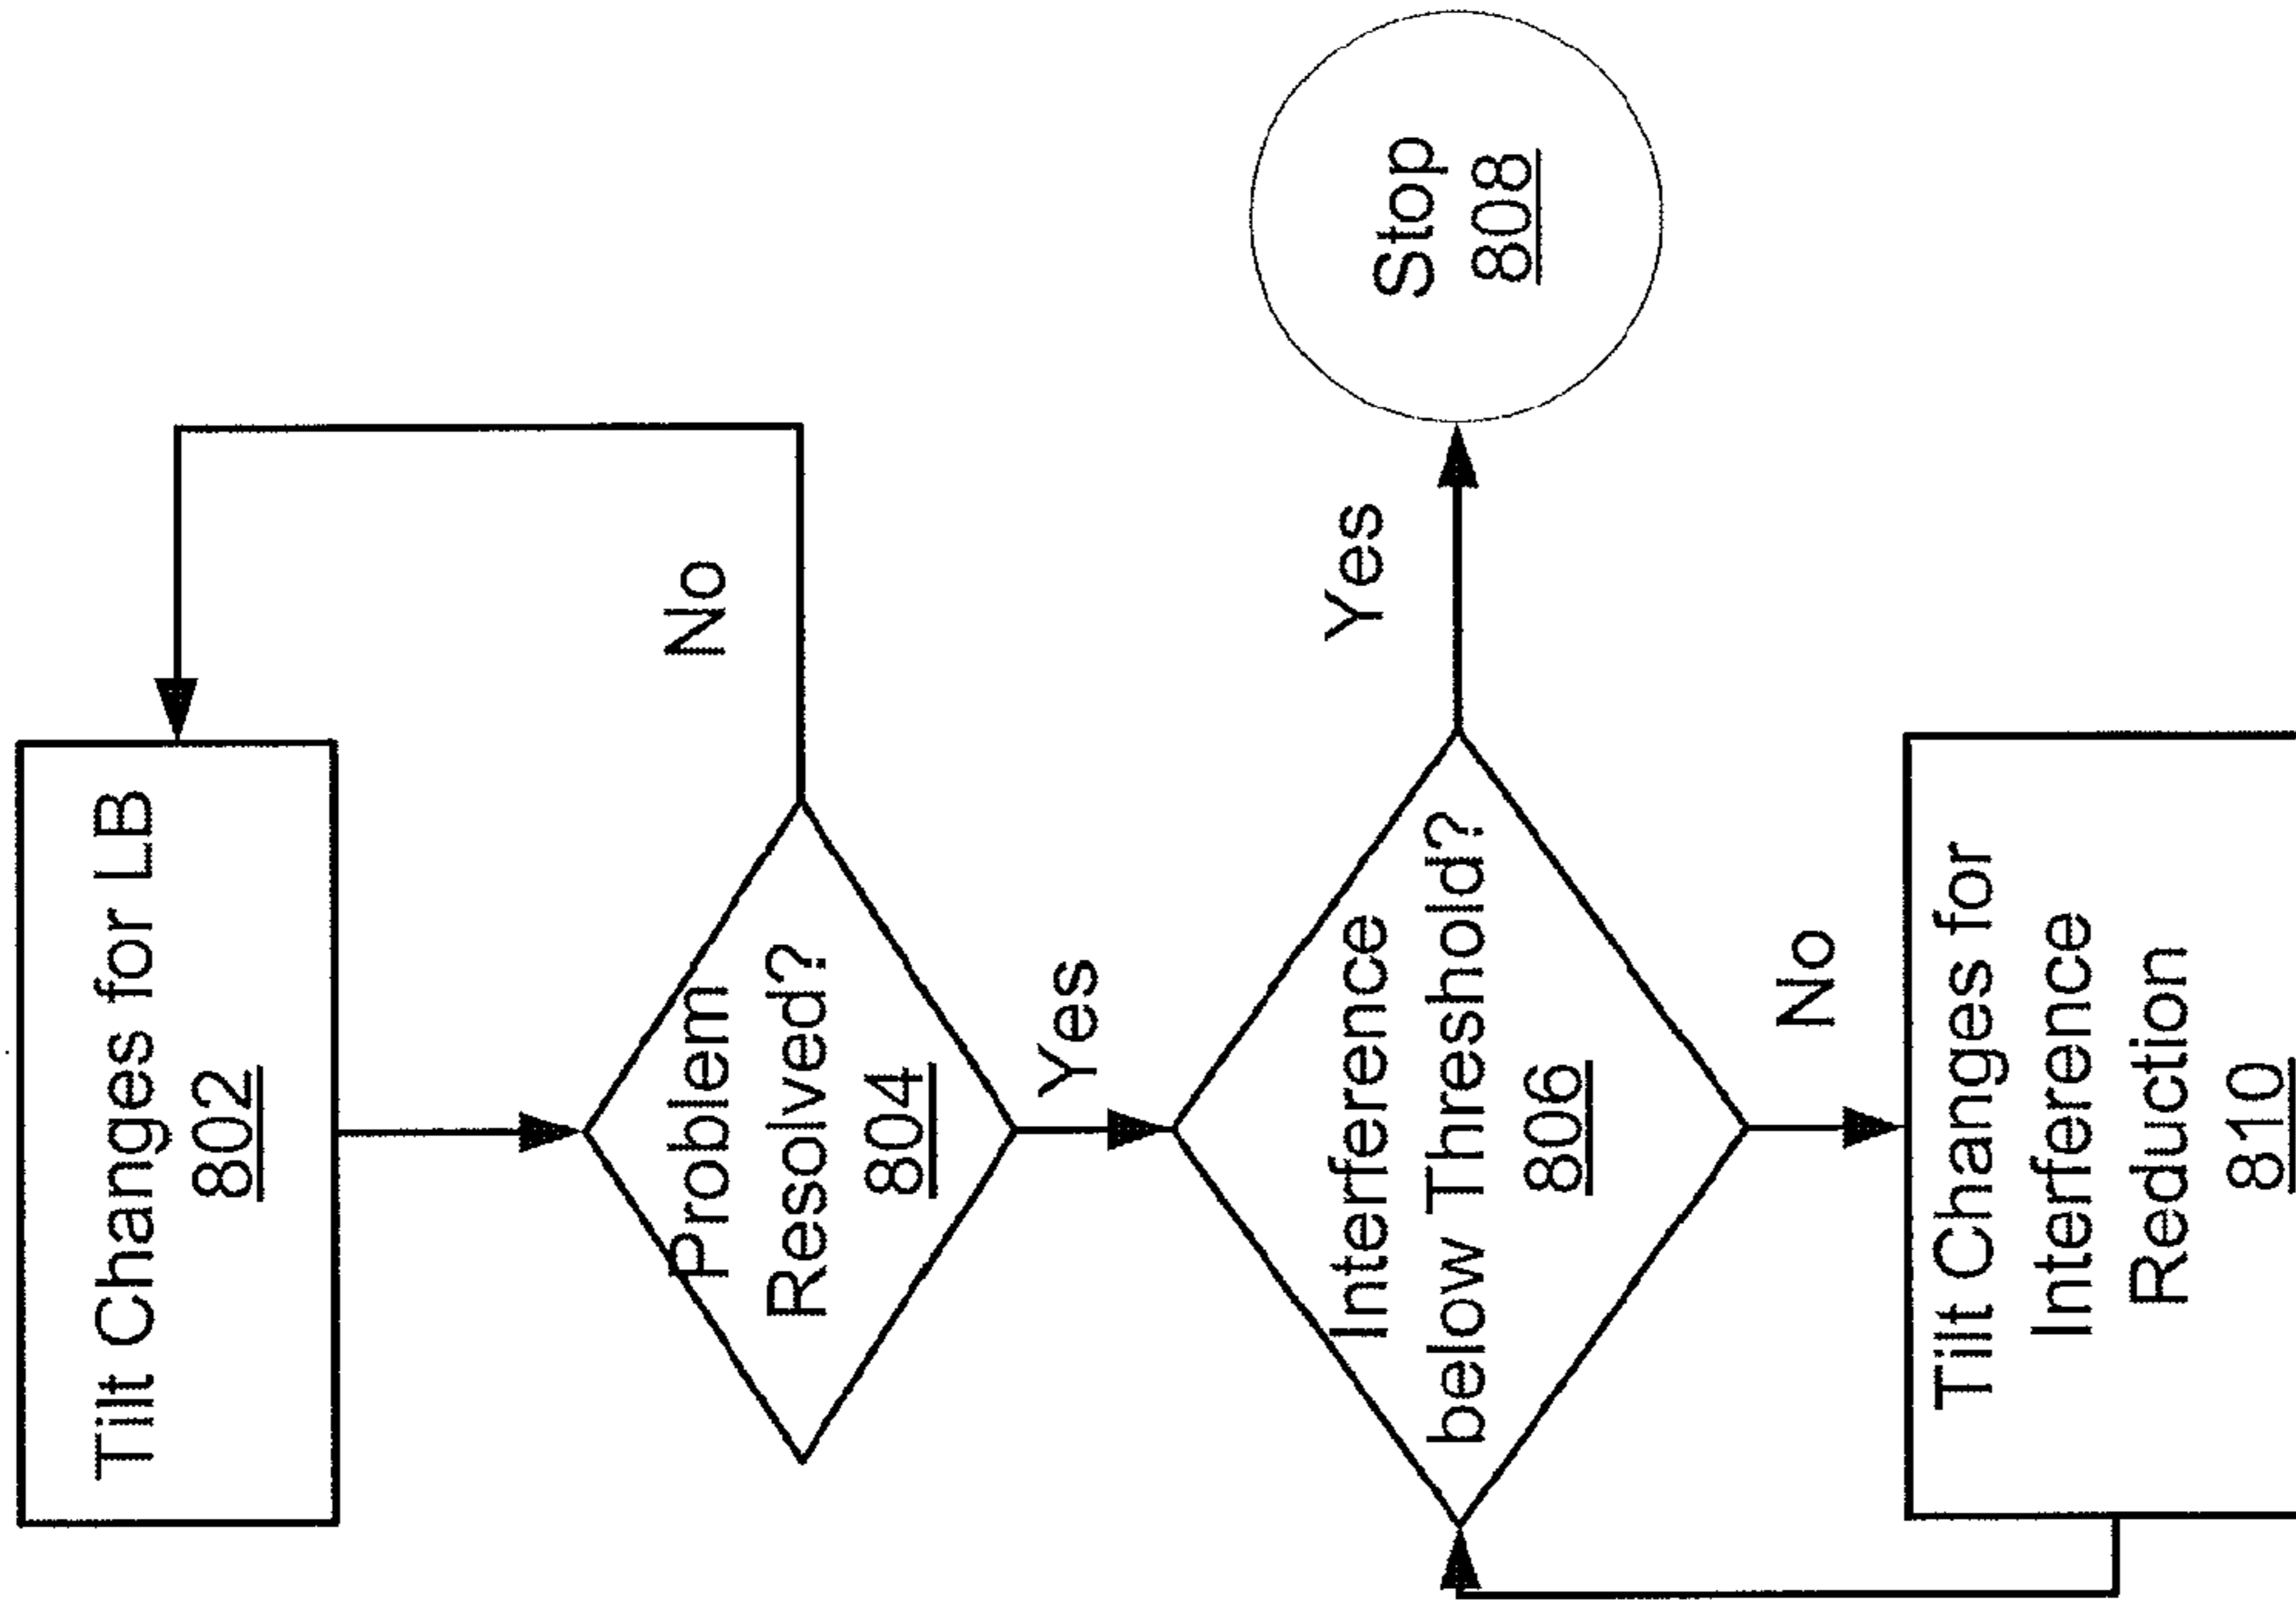 Tilt Changes for LB
802
No
Problem
Resolved?
804
Yes
Interference
below Threshold?
806
Yes
Stop
808
No
Tilt Changes for
Interference
Reduction
810